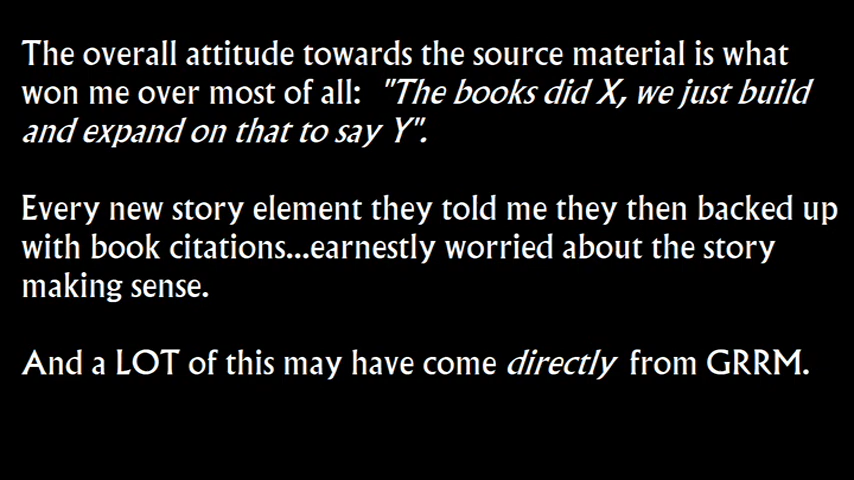 The overall attitude towards the source material is what
won me over most of all:  "The books did X, we just build
and expand on that to say Y".
Every new story element they told me they then backed up
with book citations...earnestly worried about the story
making sense.
And a LOT of this may have come directly from GRRM.